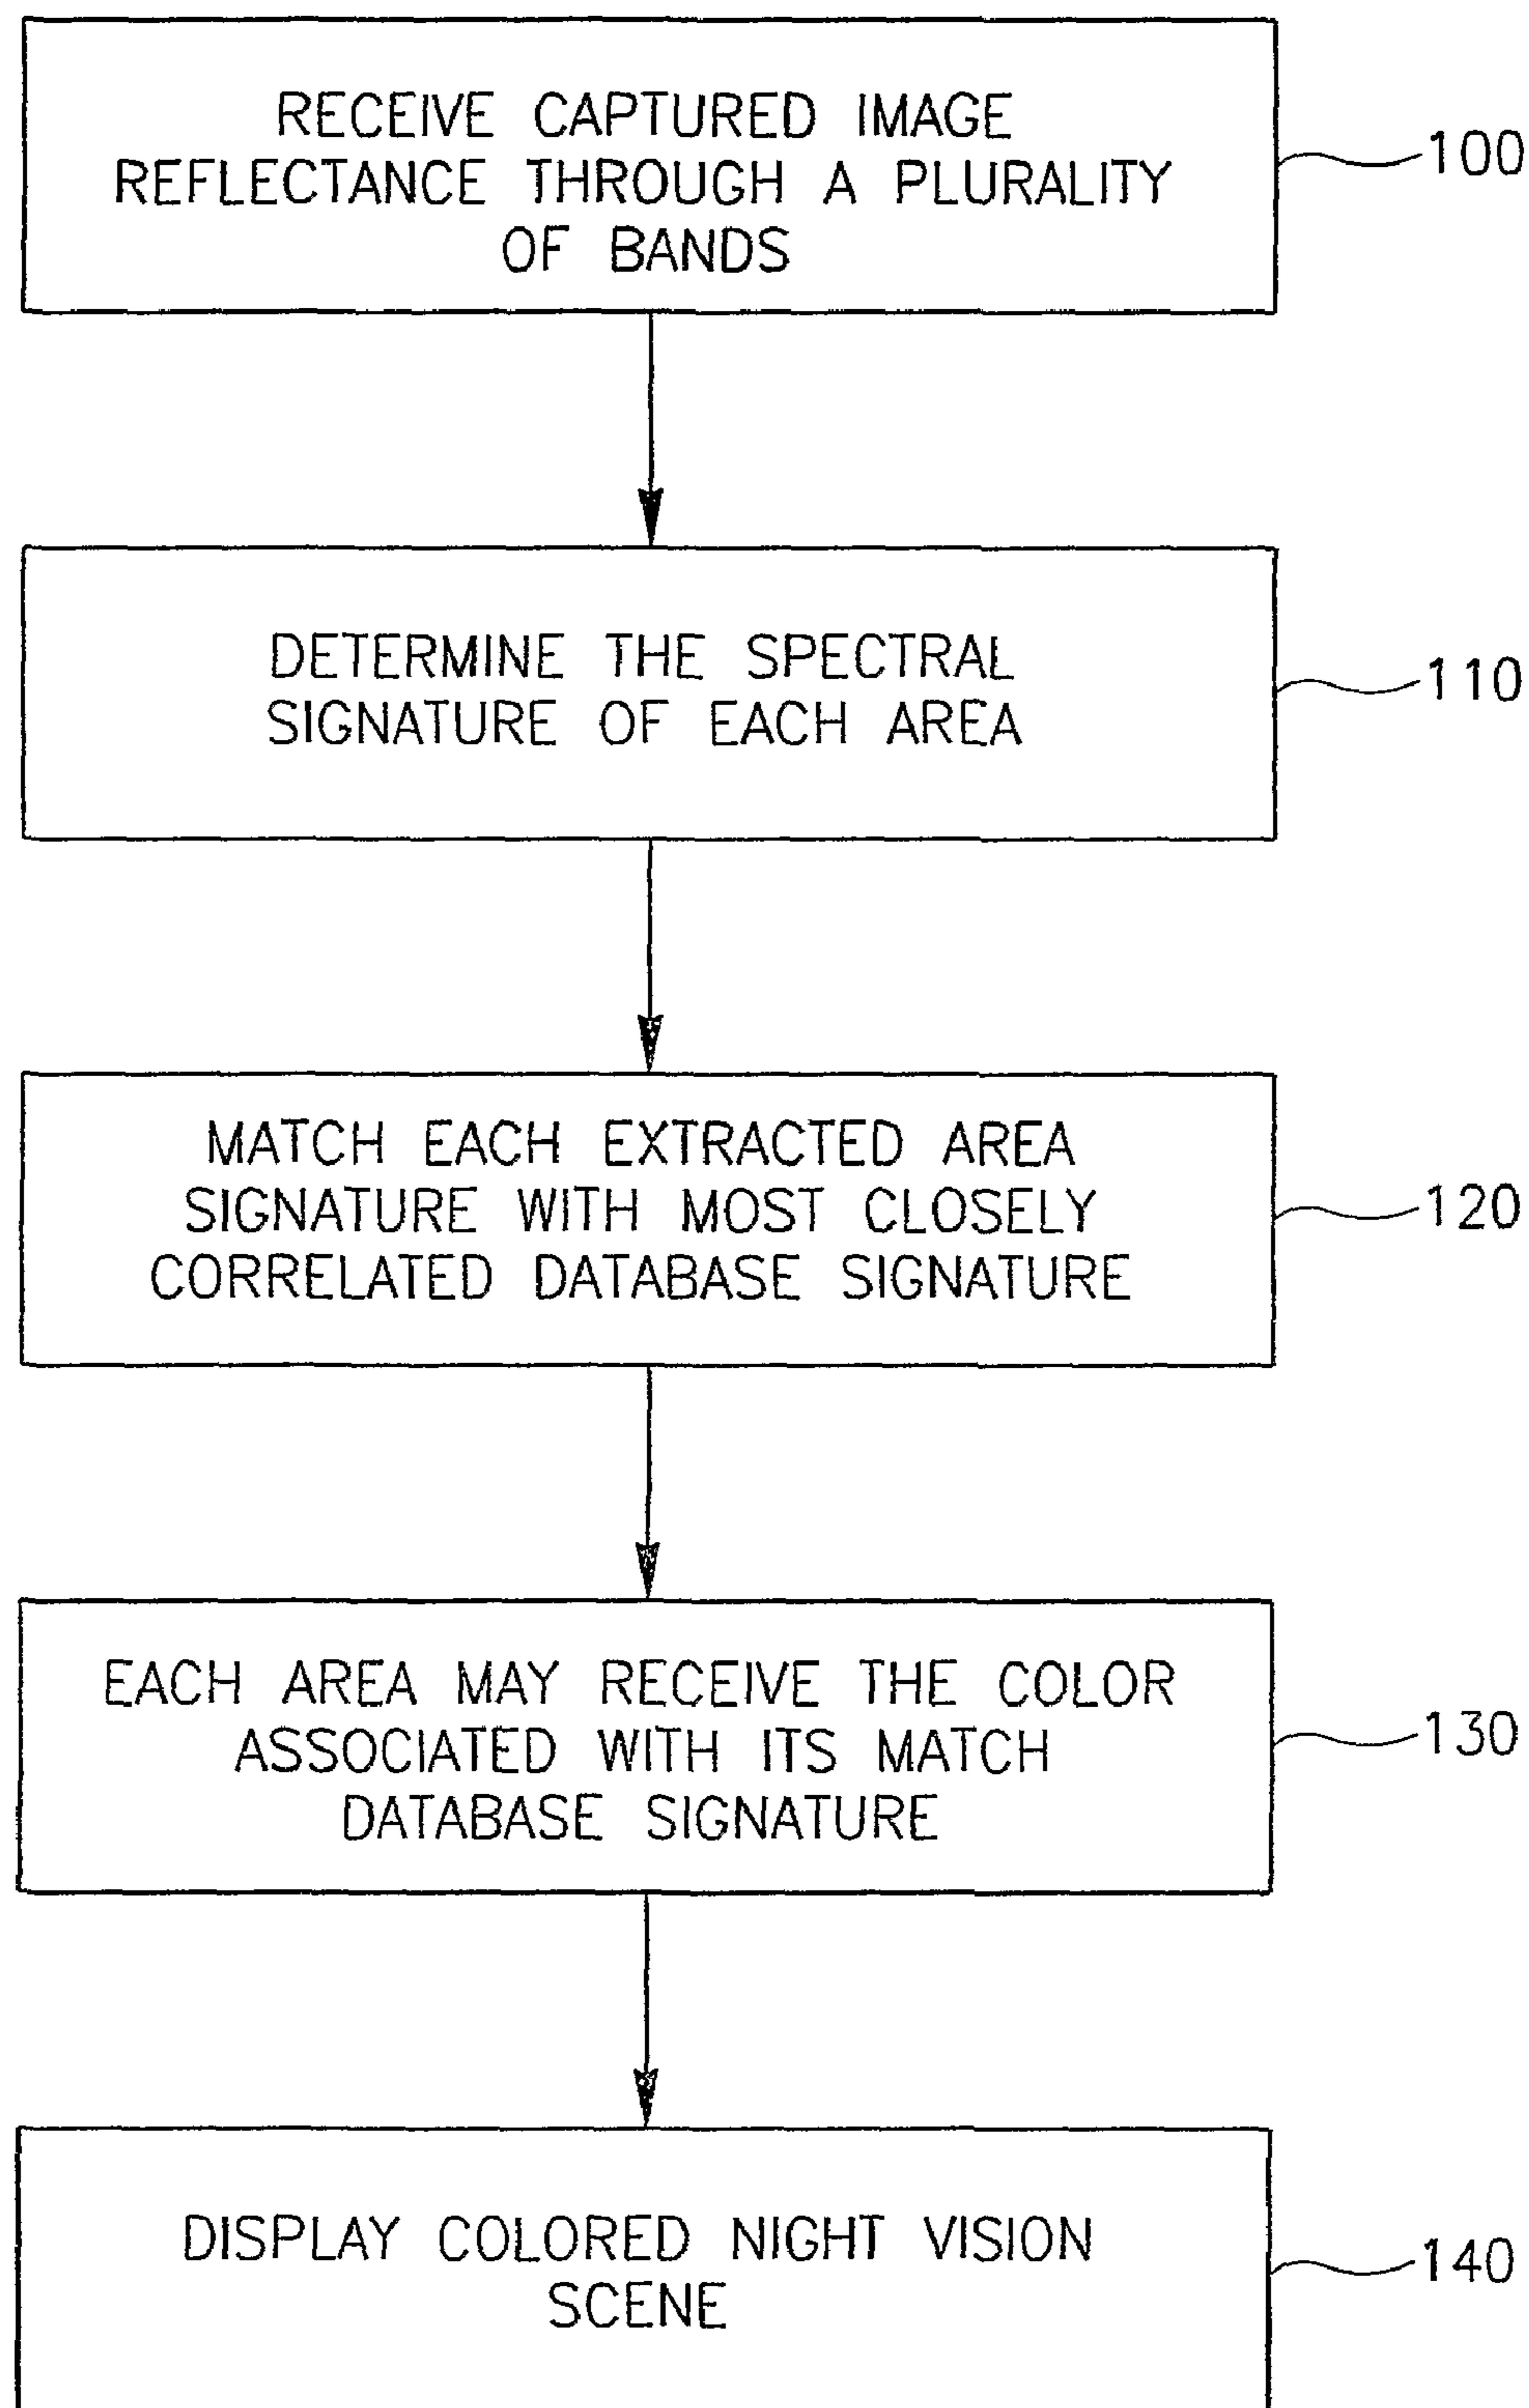 RECEIVE CAPTURED IMAGE
REFLECTANCE THROUGH A PLURALITY
OF BANDS
100
DETERMINE THE SPECTRAL
SIGNATURE OF EACH AREA
110
MATCH EACH EXTRACTED AREA
SIGNATURE WITH MOST CLOSELY
CORRELATED DATABASE SIGNATURE
120
EACH AREA MAY RECEIVE THE COLOR
ASSOCIATED WITH ITS MATCH
DATABASE SIGNATURE
130
DISPLAY COLORED NIGHT VISION
SCENE
140